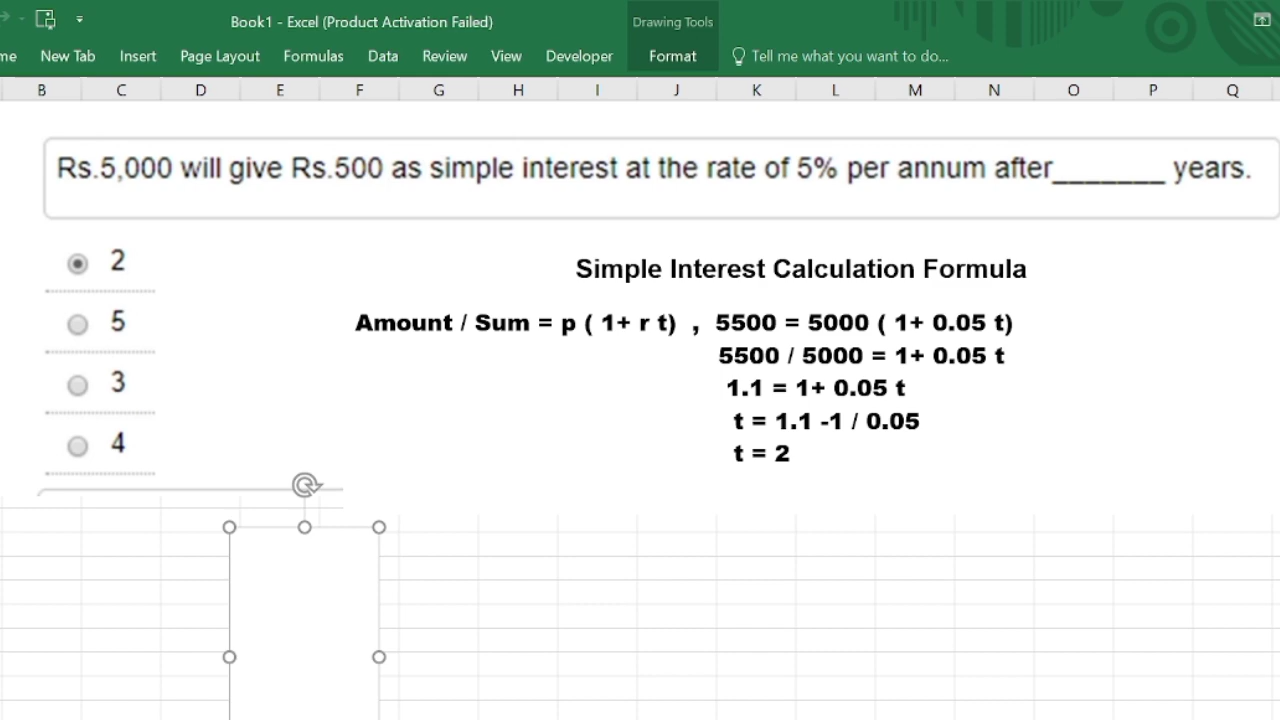 Book1 - Excel (Product Activation Failed)
Drawing Tools
me New Tab Insert Page Layout Formulas Data Review View Developer Format Tell me what you want to do...
B C D E F G H I J K L M N O P Q
Rs.5,000 will give Rs.500 as simple interest at the rate of 5% per annum after_______ years.
2
5
3
4
Simple Interest Calculation Formula
Amount / Sum = p ( 1+ r t) , 5500 = 5000 ( 1+ 0.05 t)
5500 / 5000 = 1+ 0.05 t
1.1 = 1+ 0.05 t
t = 1.1 -1 / 0.05
t = 2